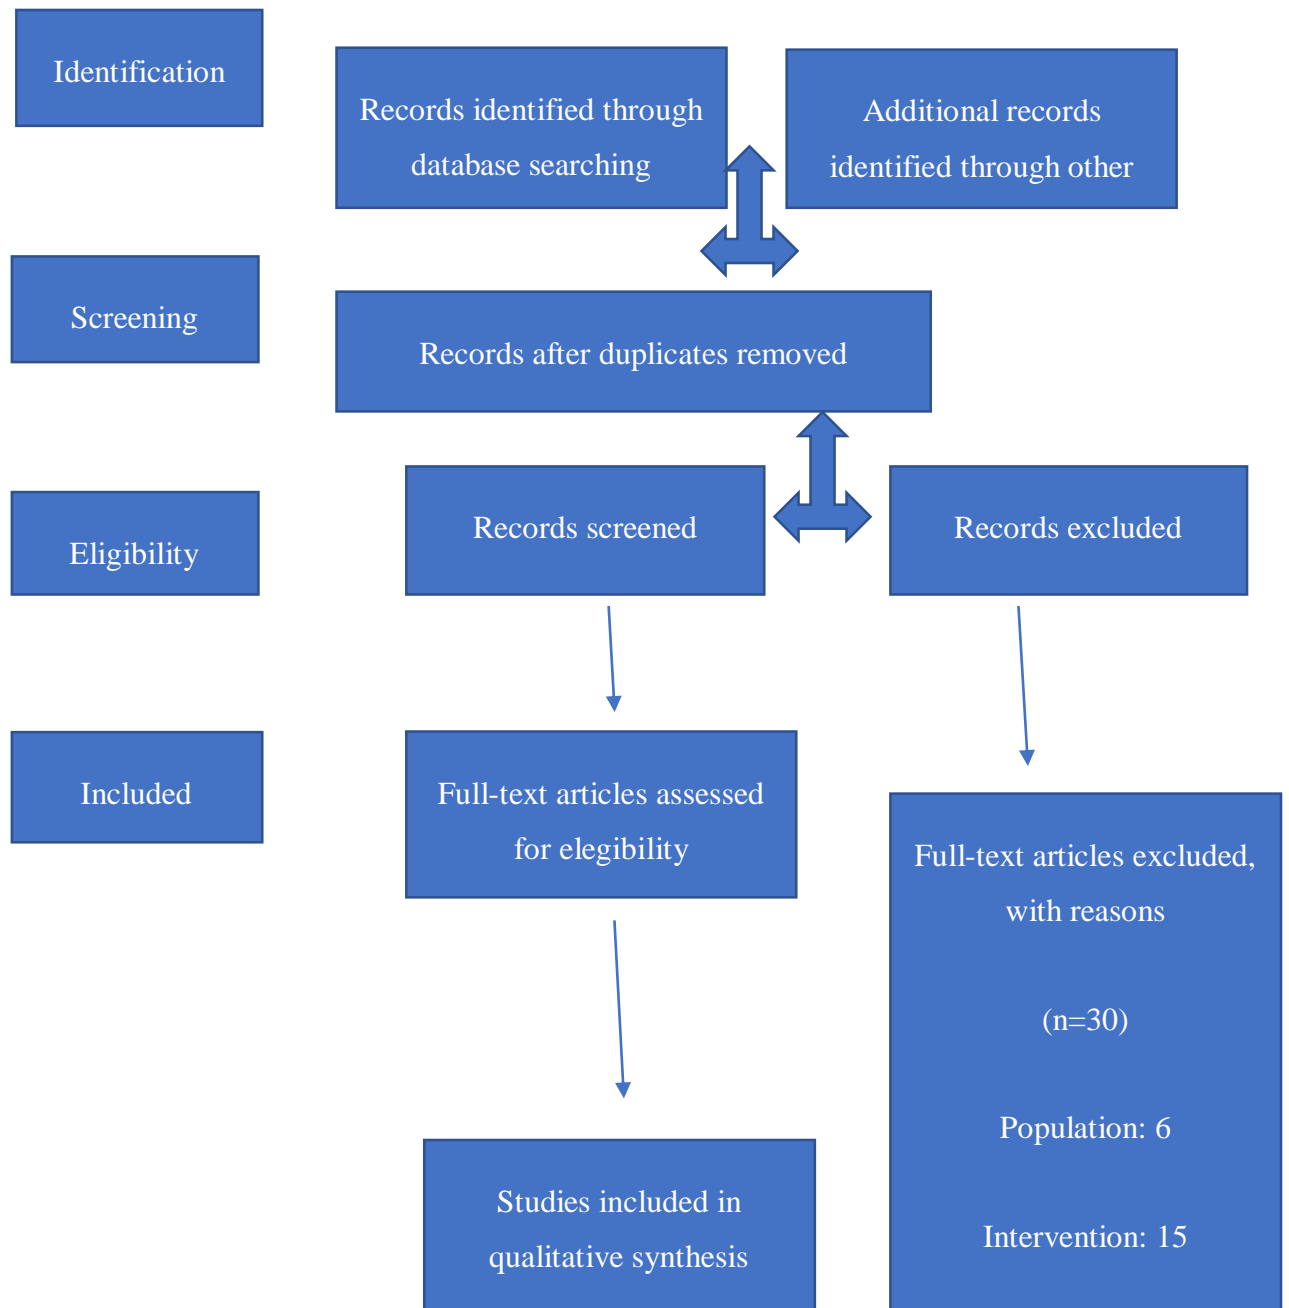 Identification
Records identified through
database searching
Additional records
identified through other
Screening
Records after duplicates removed
Eligibility
Records screened
Records excluded
Included
Full-text articles assessed
for elegibility
Full-text articles excluded,
with reasons
(n=30)
Population: 6
Intervention: 15
Studies included in
qualitative synthesis